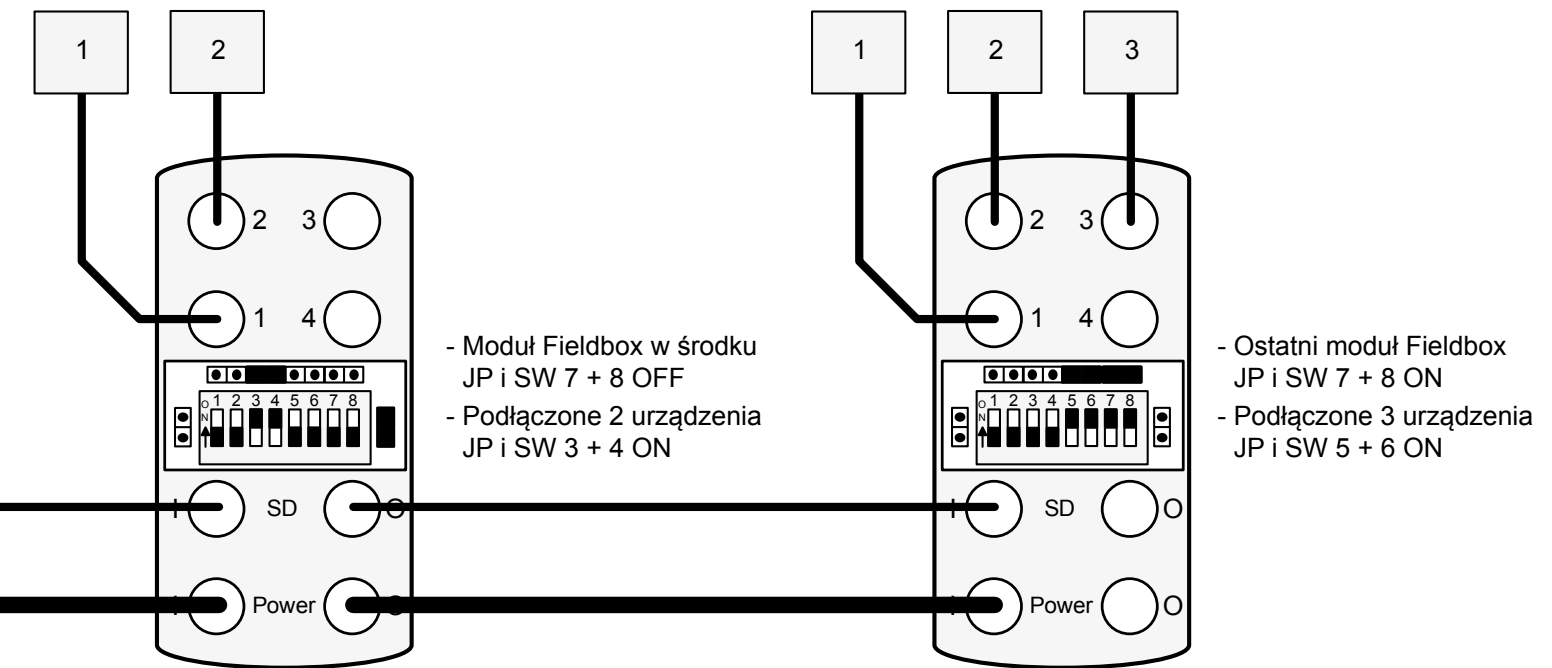 1 2
1 2 3
2 3
1 4
ON
1 2 3 4 5 6 7 8
I SD O
I Power O
- Moduł Fieldbox w środku
JP i SW 7 + 8 OFF
- Podłączone 2 urządzenia
JP i SW 3 + 4 ON
2 3
1 4
ON
1 2 3 4 5 6 7 8
I SD O
I Power O
- Ostatni moduł Fieldbox
JP i SW 7 + 8 ON
- Podłączone 3 urządzenia
JP i SW 5 + 6 ON